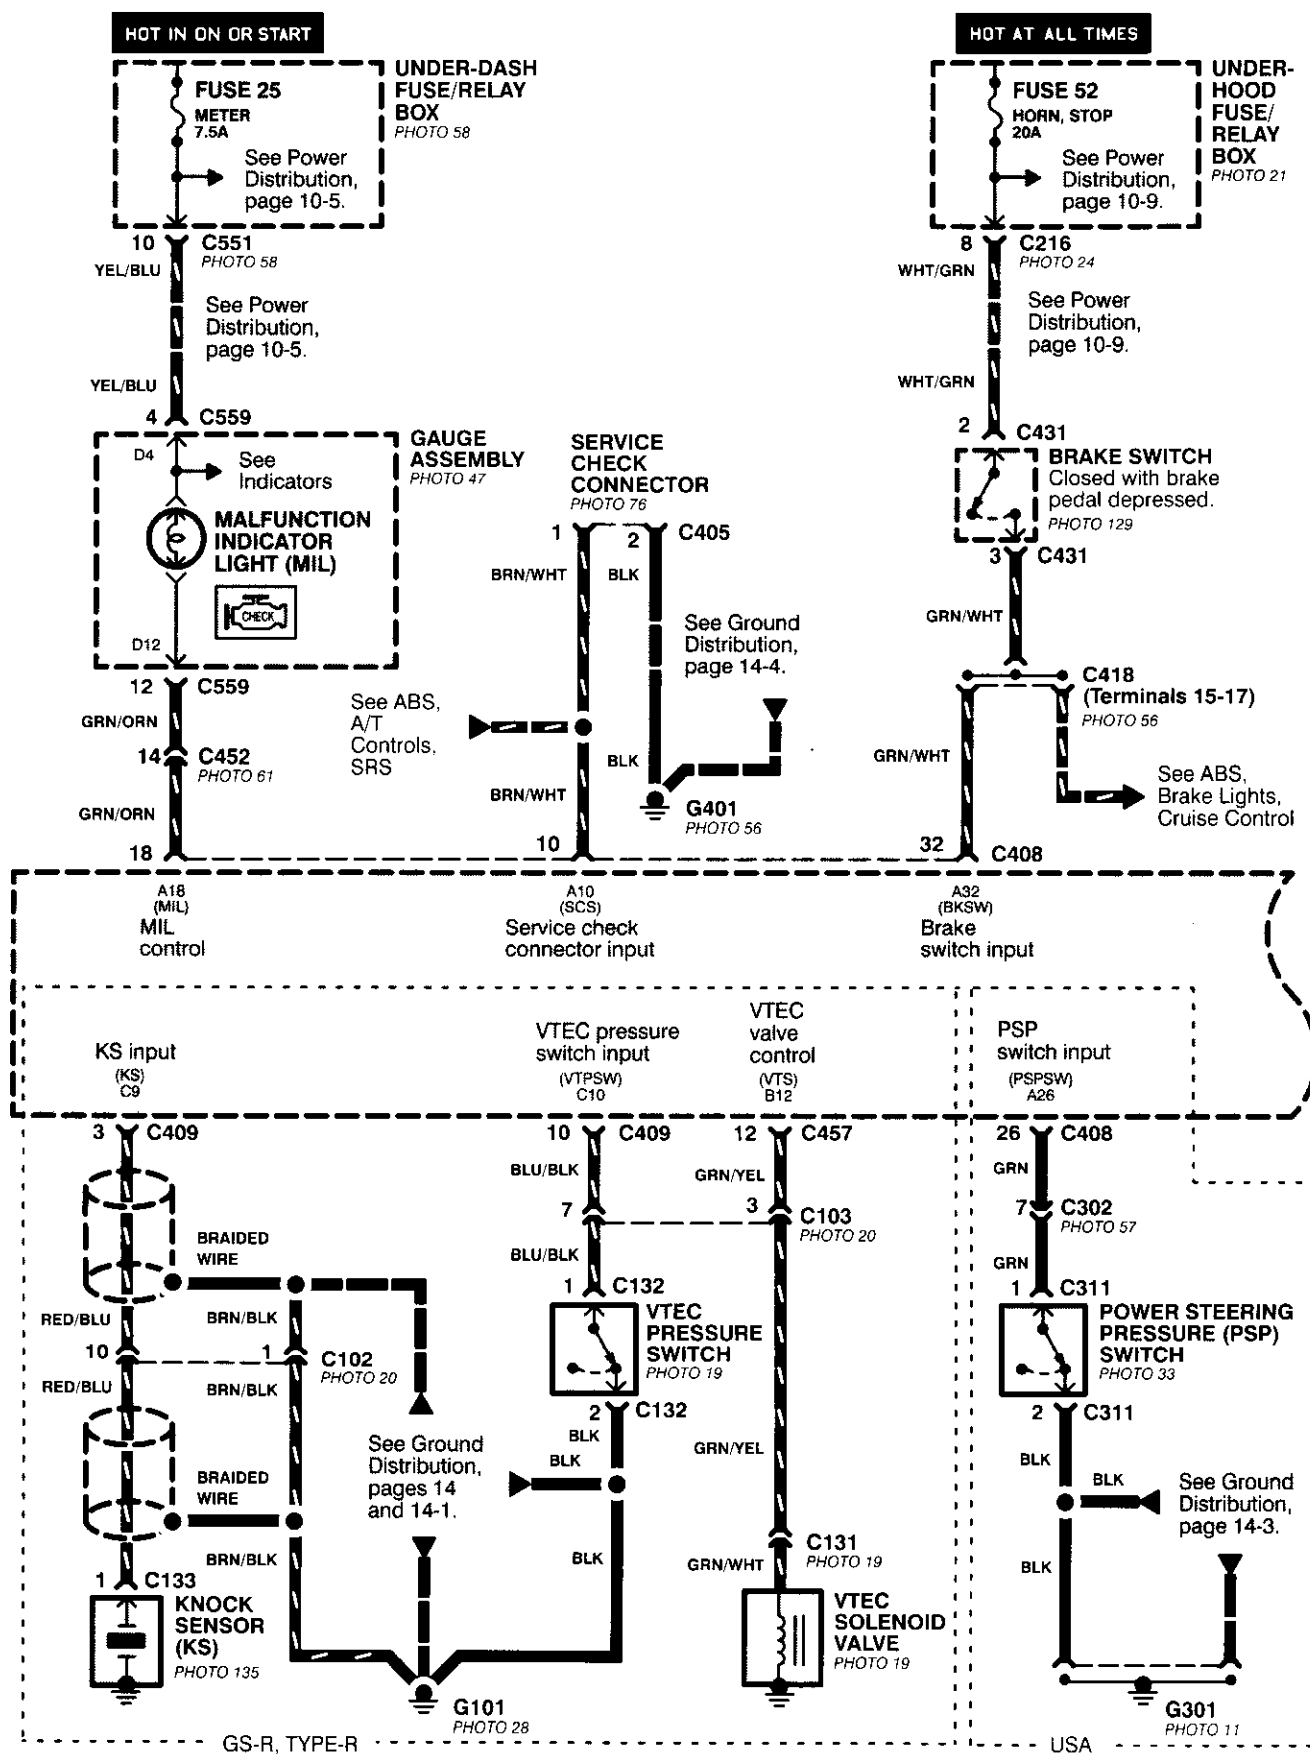 HOT IN ON OR START
HOT AT ALL TIMES
FUSE 25
METER
7.5A
See Power
Distribution,
page 10-5.
UNDER-DASH
FUSE/RELAY
BOX
PHOTO 58
FUSE 52
HORN, STOP
20A
See Power
Distribution,
page 10-9.
UNDER-
HOOD
FUSE/
RELAY
BOX
PHOTO 21
10
C551
PHOTO 58
YEL/BLU
See Power
Distribution,
page 10-5.
YEL/BLU
4
C559
8
C216
PHOTO 24
WHT/GRN
See Power
Distribution,
page 10-9.
WHT/GRN
2
C431
D4
See
Indicators
GAUGE
ASSEMBLY
PHOTO 47
MALFUNCTION
INDICATOR
LIGHT (MIL)
CHECK
D12
12
C559
GRN/ORN
14
C452
PHOTO 61
GRN/ORN
18
SERVICE
CHECK
CONNECTOR
PHOTO 76
1
2
C405
BRN/WHT
BLK
See Ground
Distribution,
page 14-4.
See ABS,
A/T
Controls,
SRS
BLK
BRN/WHT
G401
PHOTO 56
10
BRAKE SWITCH
Closed with brake
pedal depressed.
PHOTO 129
3
C431
GRN/WHT
C418
(Terminals 15-17)
PHOTO 56
GRN/WHT
See ABS,
Brake Lights,
Cruise Control
32
C408
A18
(MIL)
MIL
control
A10
(SCS)
Service check
connector input
A32
(BKSW)
Brake
switch input
KS input
(KS)
C9
VTEC pressure
switch input
(VTPSW)
C10
VTEC
valve
control
(VTS)
B12
PSP
switch input
(PSPSW)
A26
3
C409
10
C409
12
C457
26
C408
BLU/BLK
GRN/YEL
GRN
7
3
C103
PHOTO 20
7
C302
PHOTO 57
BRAIDED
WIRE
BLU/BLK
GRN
1
C132
1
C311
RED/BLU
BRN/BLK
VTEC
PRESSURE
SWITCH
PHOTO 19
POWER STEERING
PRESSURE (PSP)
SWITCH
PHOTO 33
10
1
C102
PHOTO 20
RED/BLU
BRN/BLK
2
C132
2
C311
BLK
See Ground
Distribution,
pages 14
and 14-1.
BLK
GRN/YEL
BLK
BLK
See Ground
Distribution,
page 14-3.
BRAIDED
WIRE
BRN/BLK
BLK
C131
PHOTO 19
GRN/WHT
BLK
1
C133
KNOCK
SENSOR
(KS)
PHOTO 135
VTEC
SOLENOID
VALVE
PHOTO 19
G101
PHOTO 28
G301
PHOTO 11
GS-R, TYPE-R
USA